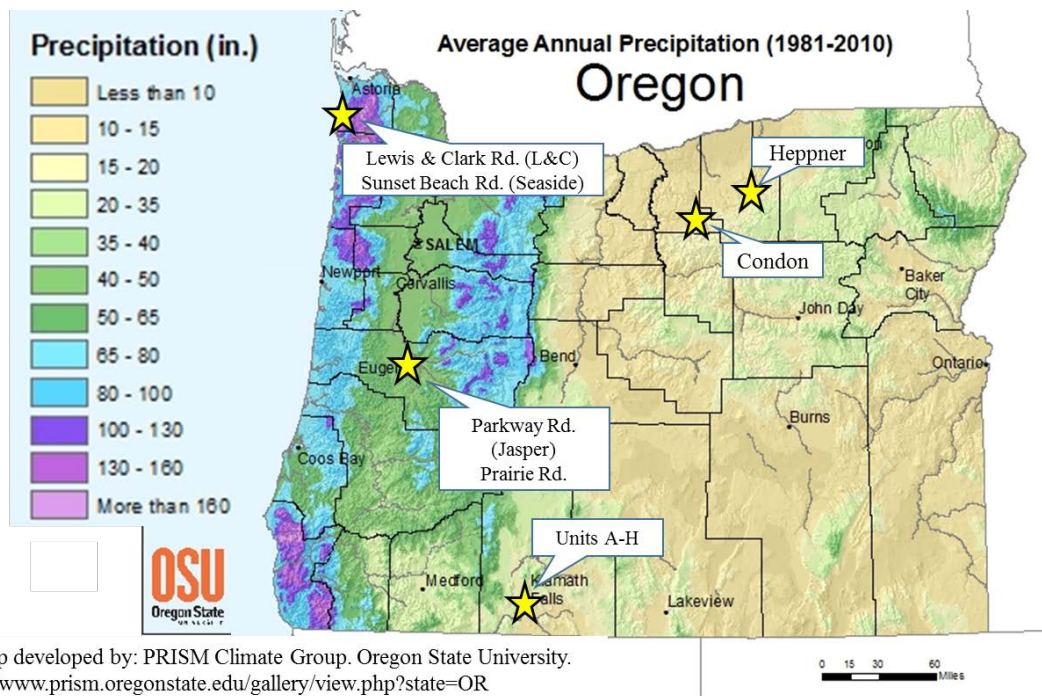 Precipitation (in.)
Less than 10
10 - 15
15 - 20
20 - 35
35 - 40
40 - 50
50 - 65
65 - 80
80 - 100
100 - 130
130 - 160
More than 160
Average Annual Precipitation (1981-2010)
Oregon
Astoria
Lewis & Clark Rd. (L&C)
Sunset Beach Rd. (Seaside)
Heppner
Condon
SALEM
Newport
Corvallis
Baker
City
John Day
Bend
Ontario
Parkway Rd.
(Jasper)
Prairie Rd.
Burns
Coos Bay
Units A-H
Medford
Falls
Lakeview
OSU
Oregon State
UNIVERSITY
p developed by: PRISM Climate Group. Oregon State University.
www.prism.oregonstate.edu/gallery/view.php?state=OR
0 15 30 60
Miles